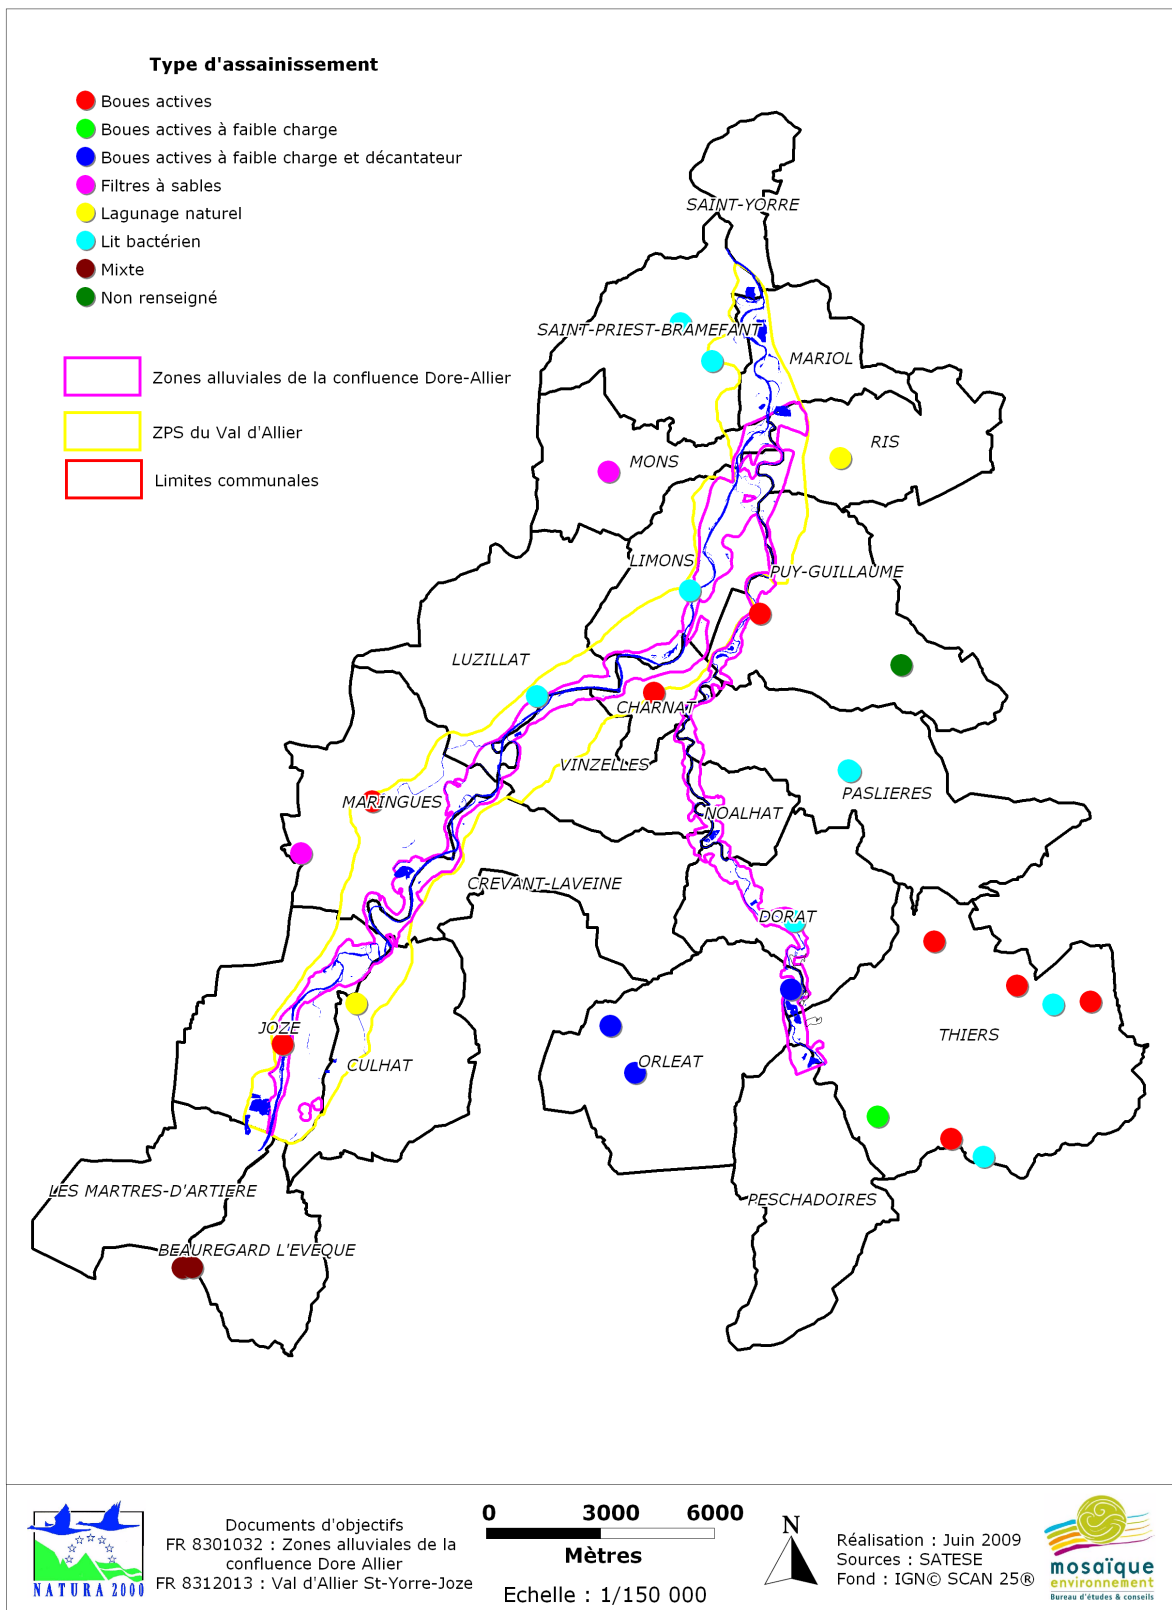 Type d'assainissement
Boues actives
Boues actives à faible charge
Boues actives à faible charge et décantateur
Filtres à sables
Lagunage naturel
Lit bactérien
Mixte
Non renseigné
Zones alluviales de la confluence Dore-Allier
ZPS du Val d'Allier
Limites communales
SAINT-YORRE
SAINT-PRIEST-BRAMEFANT
MARIOL
RIS
MONS
LIMONS
PUY-GUILLAUME
LUZILLAT
CHARNAT
VINZELLES
PASLIERES
MARINGUES
NOALHAT
CREVANT-LAVEINE
DORAT
JOZE
THIERS
ORLEAT
CULHAT
LES MARTRES-D'ARTIERE
PESCHADOIRES
BEAUREGARD L'EVEQUE
NATURA 2000
Documents d'objectifs
FR 8301032 : Zones alluviales de la
confluence Dore Allier
FR 8312013 : Val d'Allier St-Yorre-Joze
0 3000 6000
Mètres
Echelle : 1/150 000
N
Réalisation : Juin 2009
Sources : SATESE
Fond : IGN© SCAN 25®
mosaïque
environnement
Bureau d'études & conseils